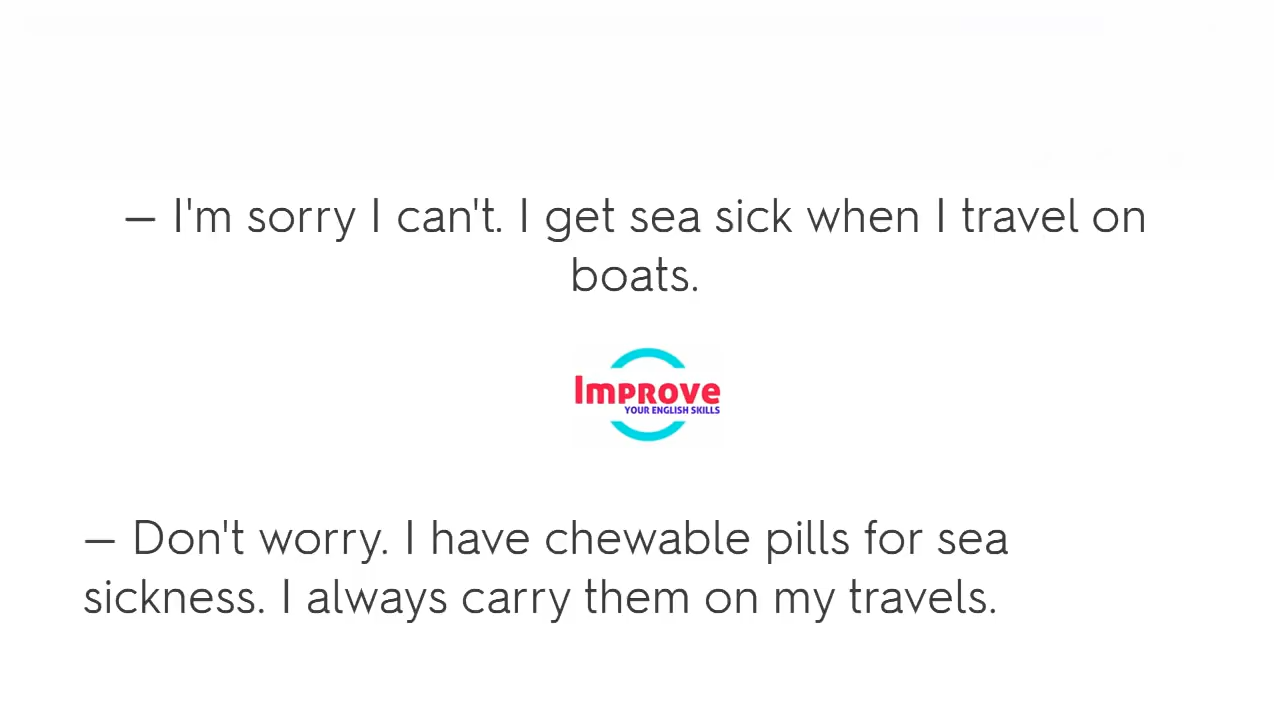 – I'm sorry I can't. I get sea sick when I travel on
boats.
Improve
YOUR ENGLISH SKILLS
– Don't worry. I have chewable pills for sea
sickness. I always carry them on my travels.